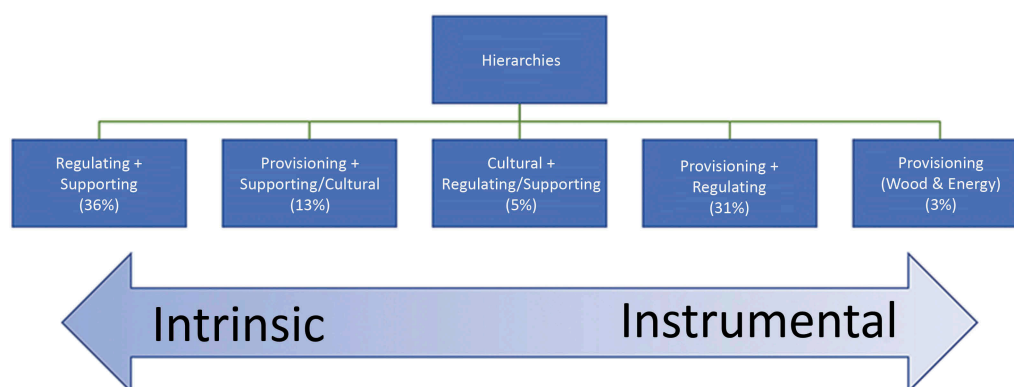 Hierarchies
Regulating +
Supporting
(36%)
Provisioning +
Supporting/Cultural
(13%)
Cultural +
Regulating/Supporting
(5%)
Provisioning +
Regulating
(31%)
Provisioning
(Wood & Energy)
(3%)
Intrinsic
Instrumental